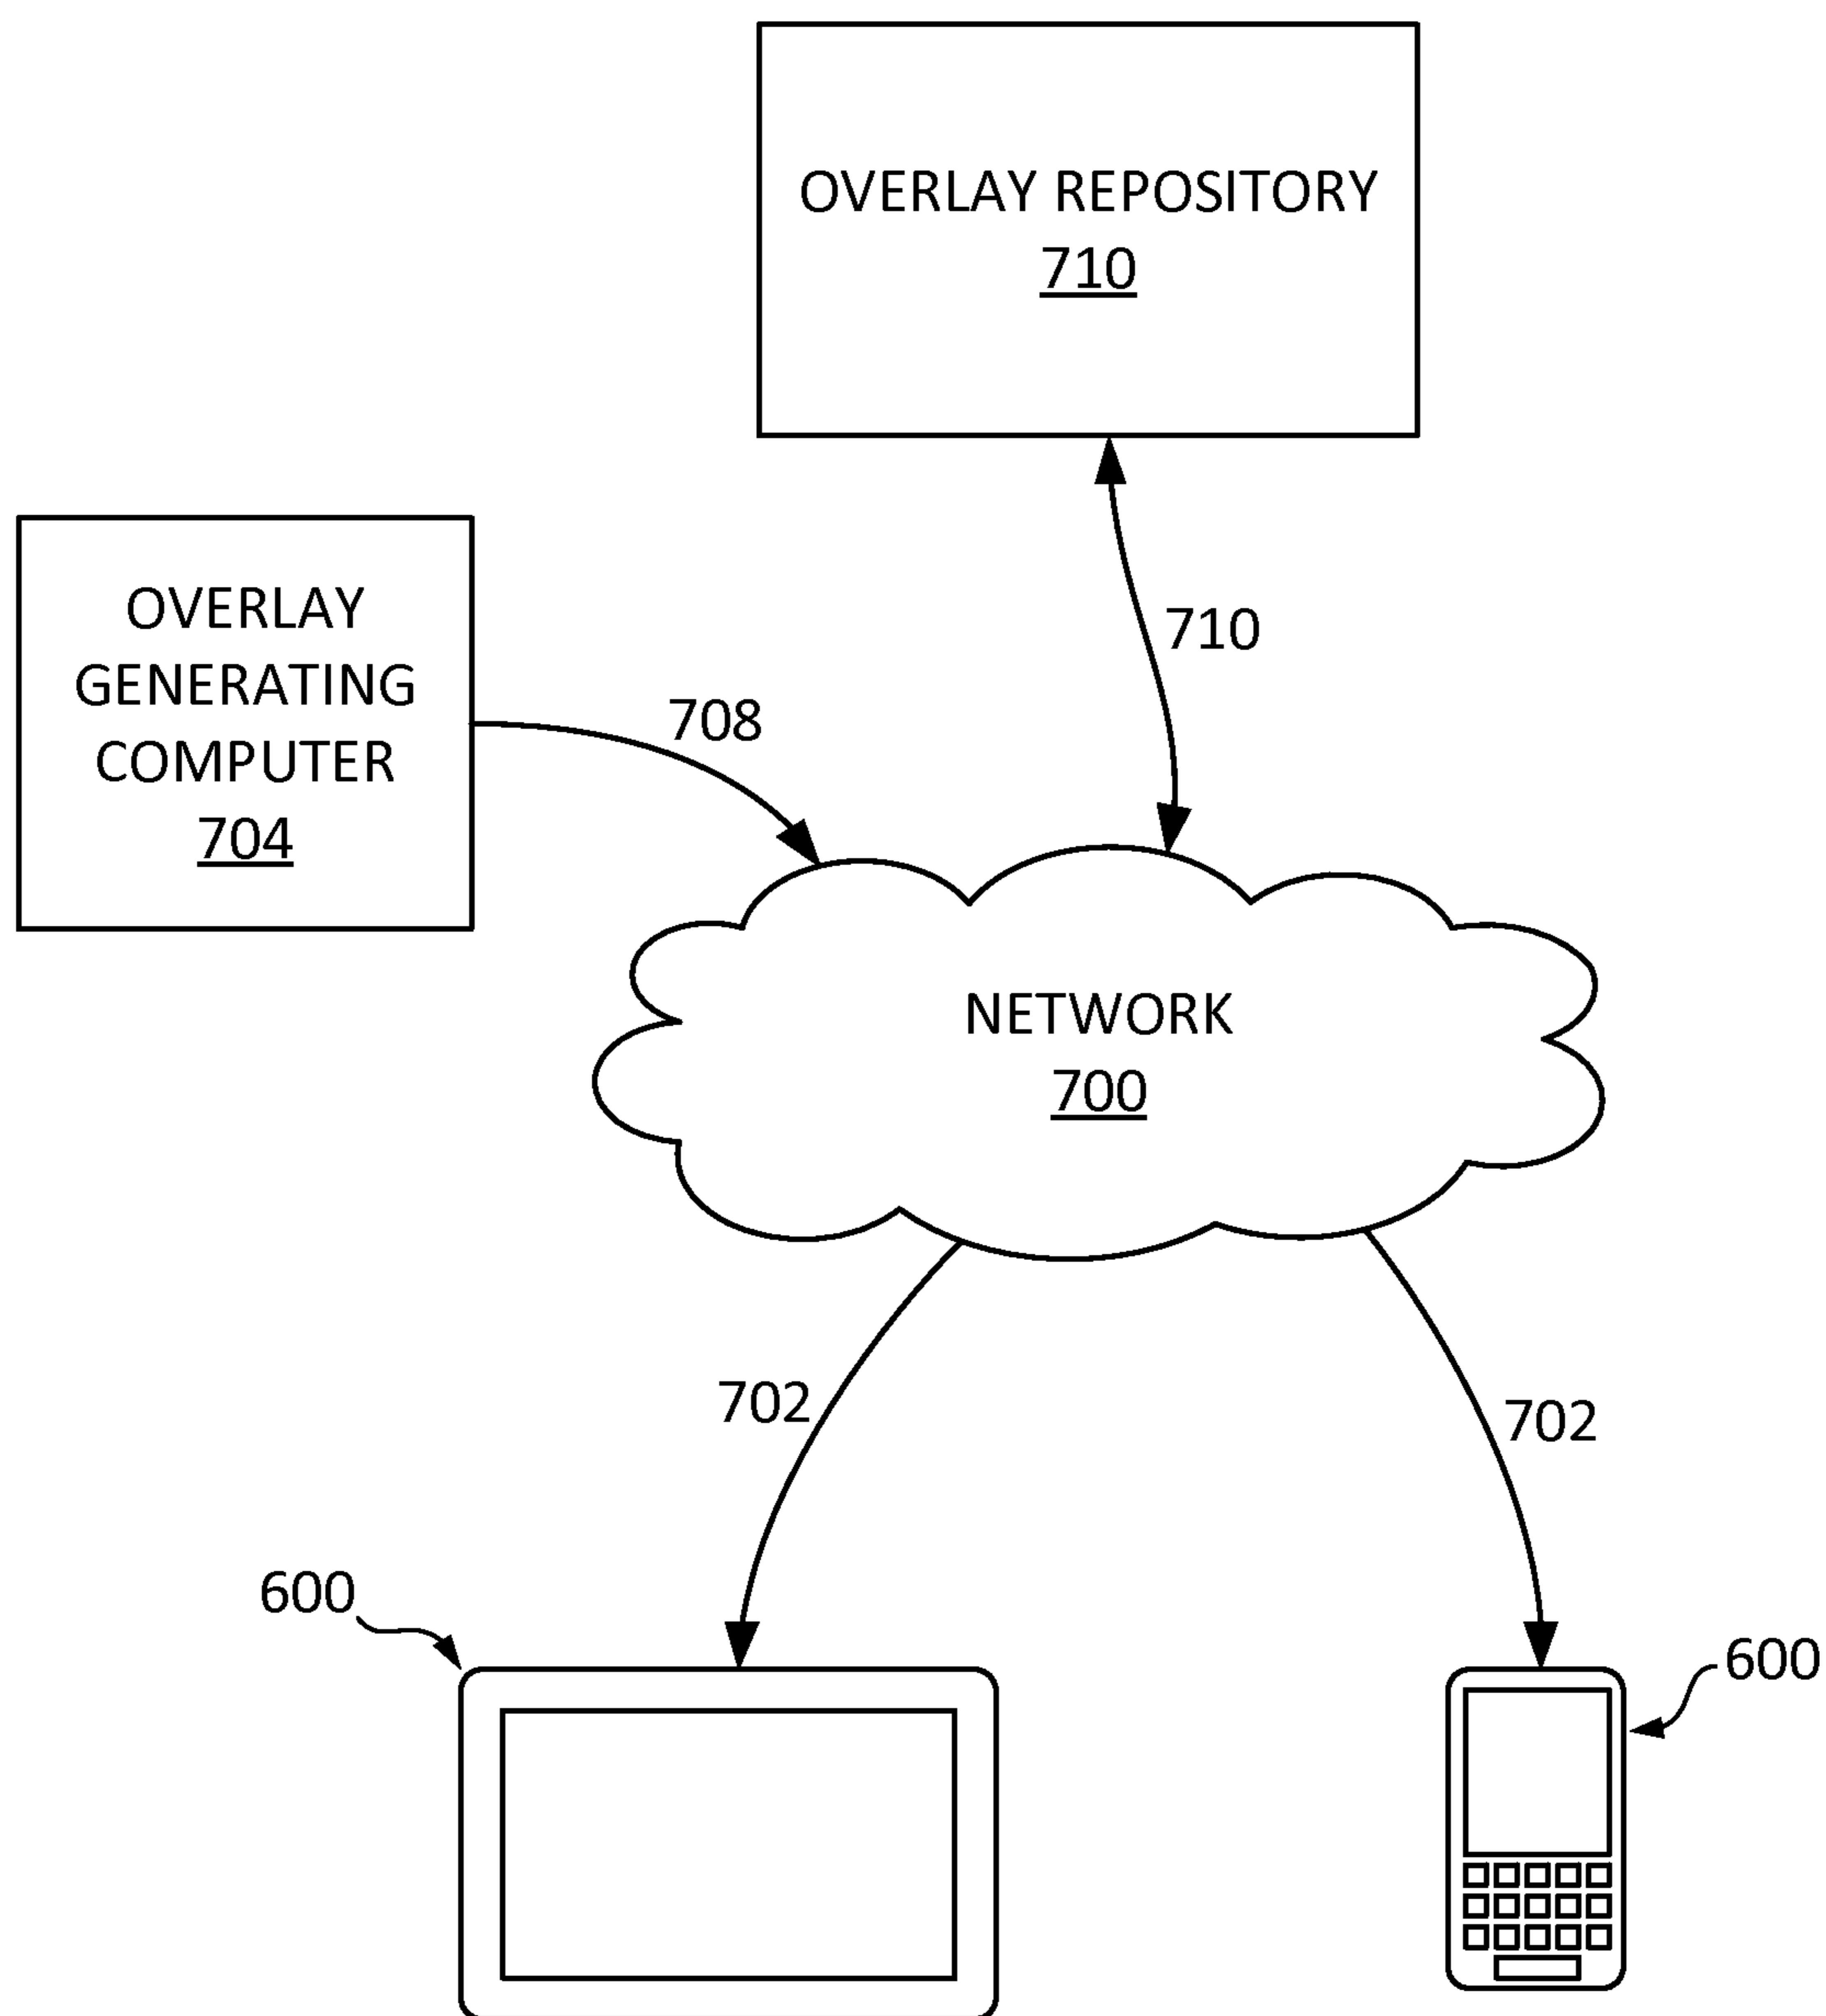 OVERLAY REPOSITORY
710
OVERLAY
GENERATING
COMPUTER
704
708
710
NETWORK
700
702
702
600
600